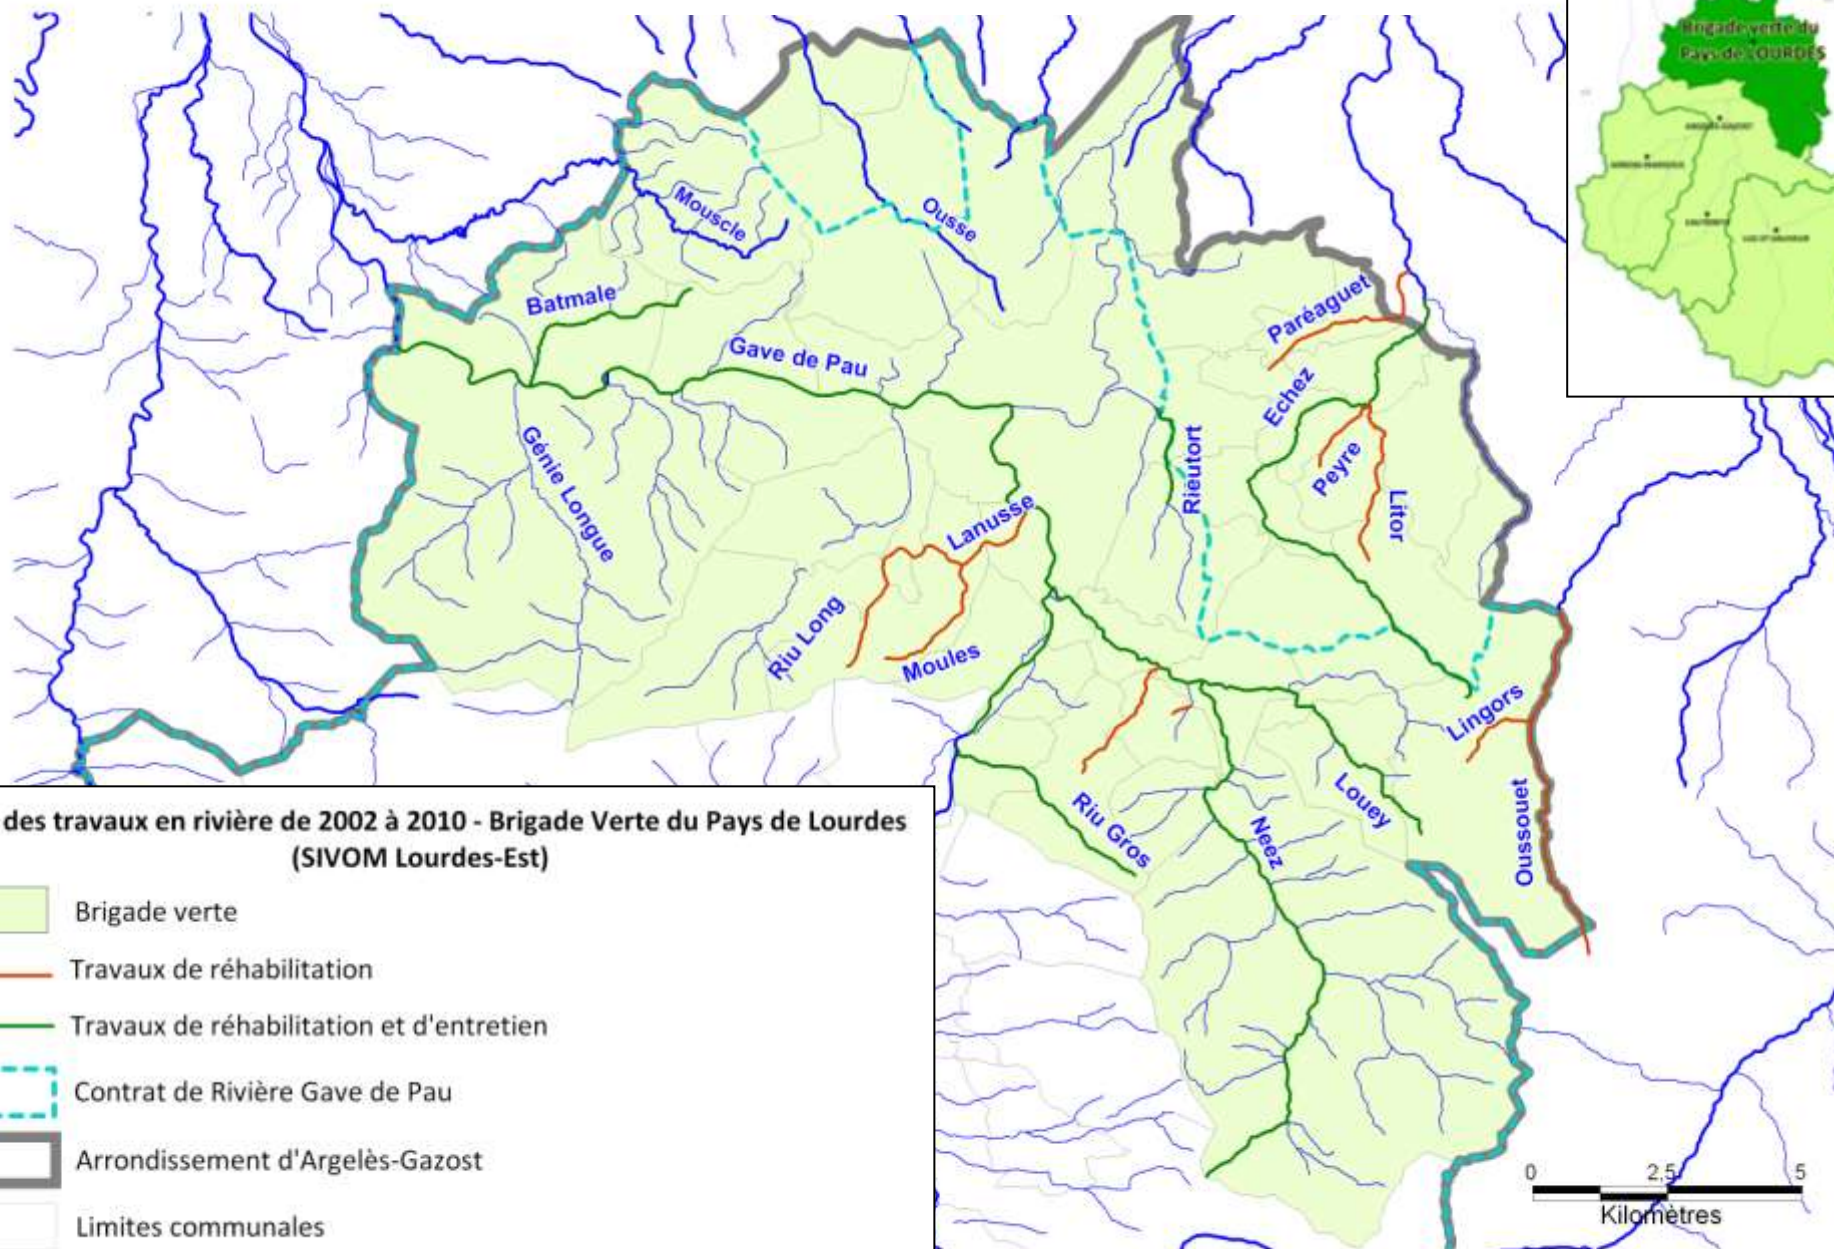 Brigade verte du
Pays de LOURDES
Mouscle
Ousse
Batmale
Gave de Pau
Paréaguet
Echez
Génie Longue
Peyre
Rieutort
Litor
Lanusse
Riu Long
Moules
Lingors
Louey
Riu Gros
Neez
Oussouet
des travaux en rivière de 2002 à 2010 - Brigade Verte du Pays de Lourdes
(SIVOM Lourdes-Est)
Brigade verte
Travaux de réhabilitation
Travaux de réhabilitation et d'entretien
Contrat de Rivière Gave de Pau
Arrondissement d'Argelès-Gazost
Limites communales
0 2,5 5
Kilomètres